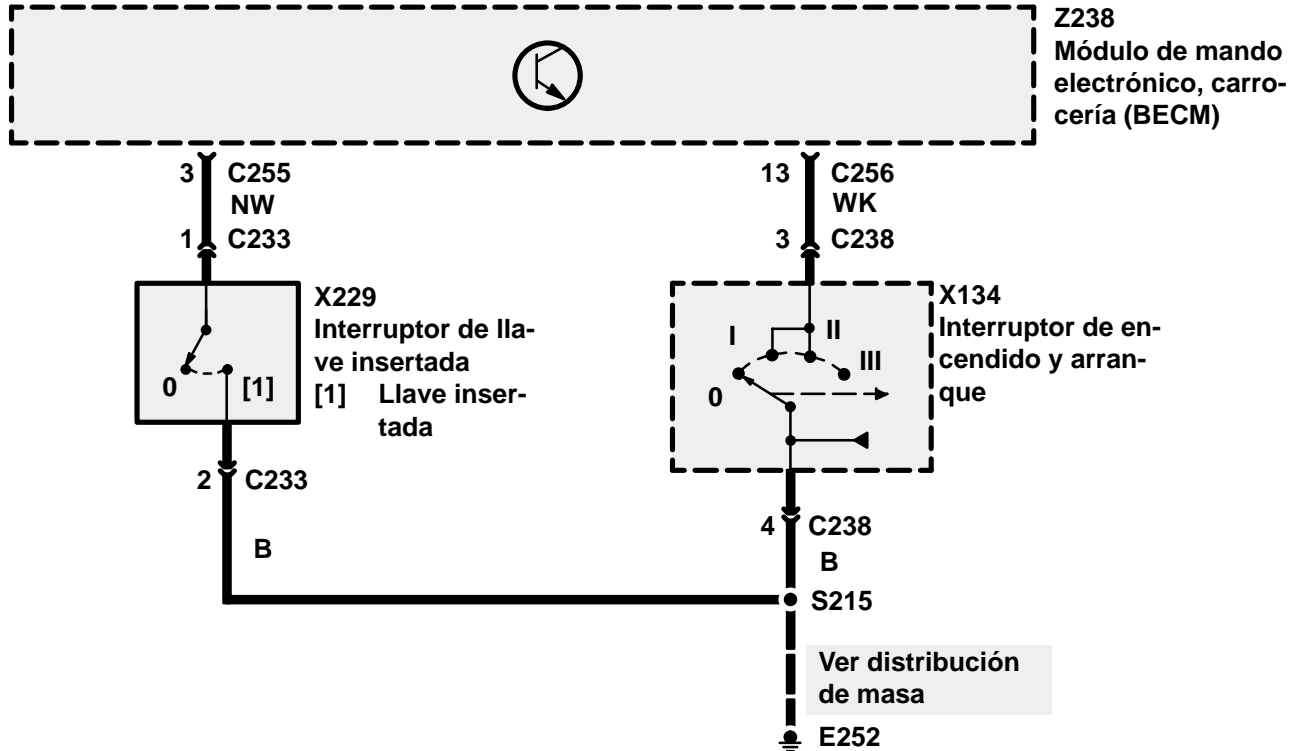 Z238
Módulo de mando
electrónico, carro-
cería (BECM)
3 C255
NW
1 C233
13 C256
WK
3 C238
X229
Interruptor de lla-
ve insertada
[1] Llave inser-
tada
0 [1]
X134
Interruptor de en-
cendido y arran-
que
I II
III
0
2 C233
B
4 C238
B
S215
Ver distribución
de masa
E252